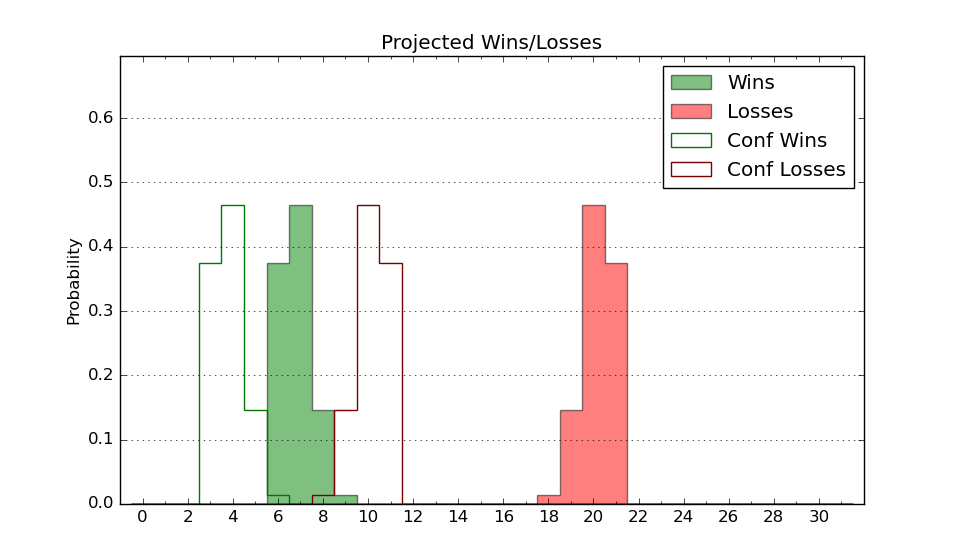 Projected Wins/Losses
Wins
Losses
Conf Wins
Conf Losses
Probability
0.6
0.5
0.4
0.3
0.2
0.1
0.0
0 2 4 6 8 10 12 14 16 18 20 22 24 26 28 30